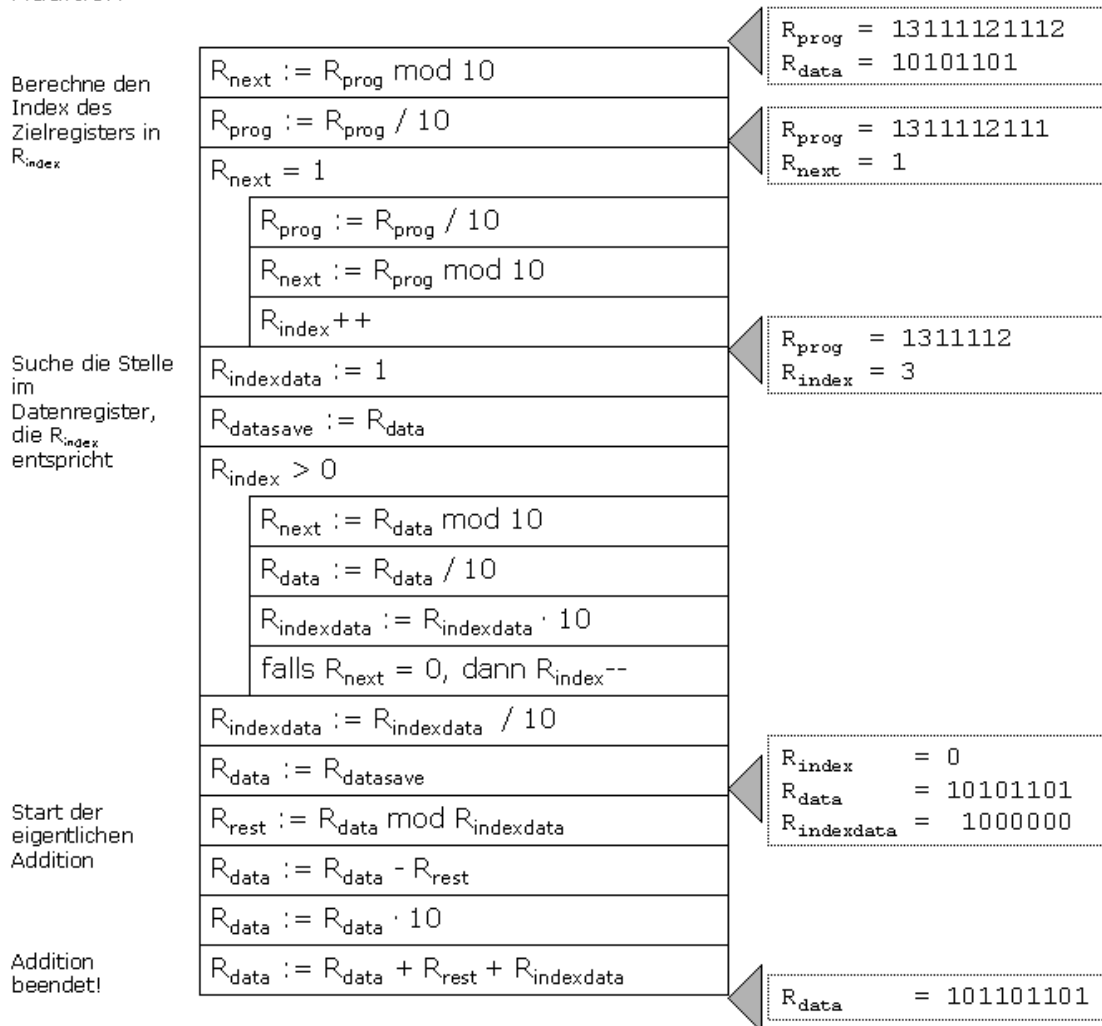 Berechne den
Index des
Zielregisters in
R_index
Suche die Stelle
im
Datenregister,
die R_index
entspricht
Start der
eigentlichen
Addition
Addition
beendet!
R_next := R_prog mod 10
R_prog := R_prog / 10
R_next = 1
R_prog := R_prog / 10
R_next := R_prog mod 10
R_index++
R_indexdata := 1
R_datasave := R_data
R_index > 0
R_next := R_data mod 10
R_data := R_data / 10
R_indexdata := R_indexdata · 10
falls R_next = 0, dann R_index--
R_indexdata := R_indexdata / 10
R_data := R_datasave
R_rest := R_data mod R_indexdata
R_data := R_data - R_rest
R_data := R_data · 10
R_data := R_data + R_rest + R_indexdata
R_prog = 13111121112
R_data = 10101101
R_prog = 1311112111
R_next = 1
R_prog = 1311112
R_index = 3
R_index = 0
R_data = 10101101
R_indexdata = 1000000
R_data = 101101101